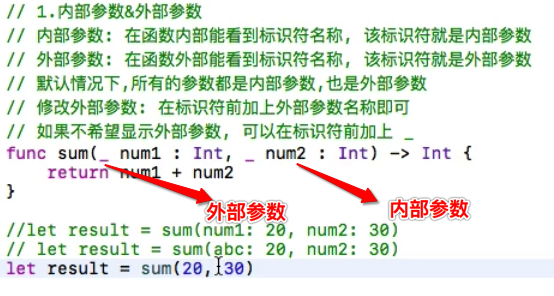 // 1.内部参数&外部参数
// 内部参数: 在函数内部能看到标识符名称, 该标识符就是内部参数
// 外部参数: 在函数外部能看到标识符名称, 该标识符就是外部参数
// 默认情况下,所有的参数都是内部参数,也是外部参数
// 修改外部参数: 在标识符前加上外部参数名称即可
// 如果不希望显示外部参数, 可以在标识符前加上 _
func sum(_ num1 : Int, _ num2 : Int) -> Int {
return num1 + num2
}
外部参数
内部参数
//let result = sum(num1: 20, num2: 30)
// let result = sum(abc: 20, num2: 30)
let result = sum(20, 30)